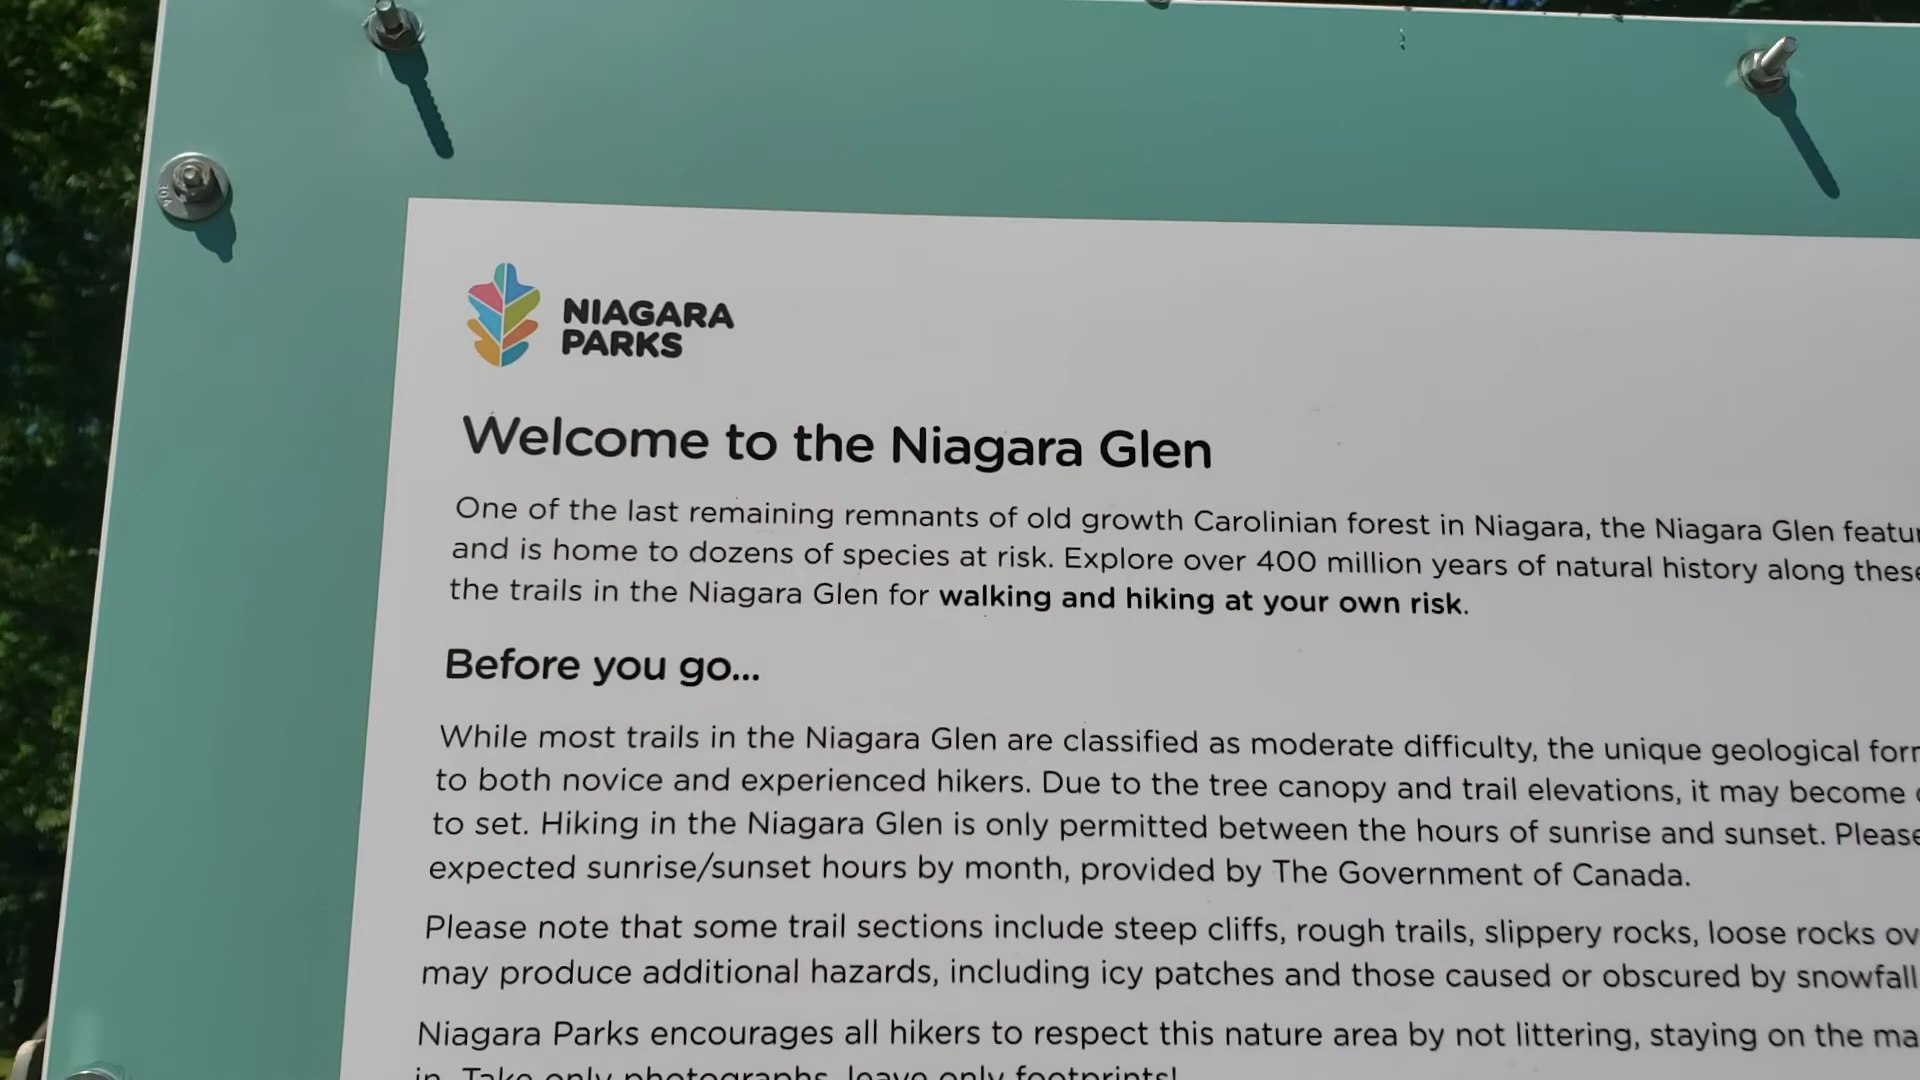 NIAGARA
PARKS
Welcome to the Niagara Glen
One of the last remaining remnants of old growth Carolinian forest in Niagara, the Niagara Glen
and is home to dozens of species at risk. Explore over 400 million years of natural history along these
the trails in the Niagara Glen for walking and hiking at your own risk.
Before you go...
While most trails in the Niagara Glen are classified as moderate difficulty, the unique geological
to both novice and experienced hikers. Due to the tree canopy and trail elevations, it may become
to set. Hiking in the Niagara Glen is only permitted between the hours of sunrise and sunset. Please
expected sunrise/sunset hours by month, provided by The Government of Canada.
Please note that some trail sections include steep cliffs, rough trails, slippery rocks, loose rocks
may produce additional hazards, including icy patches and those caused or obscured by snowfall
Niagara Parks encourages all hikers to respect this nature area by not littering, staying on the
in. Take only photographs, leave only footprints!